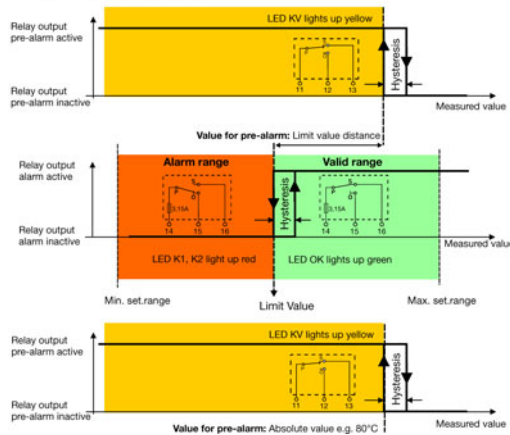 Relay output
pre-alarm active
LED KV lights up yellow
11 12 13
Hysteresis
Relay output
pre-alarm inactive
Measured value
Value for pre-alarm: Limit value distance
Relay output
alarm active
Alarm range
Valid range
3,15A
14 15 16
Hysteresis
3,15A
14 15 16
Relay output
alarm inactive
Measured value
LED K1, K2 light up red
LED OK lights up green
Min. set.range
Limit Value
Max. set.range
Relay output
pre-alarm active
LED KV lights up yellow
11 12 13
Hysteresis
Relay output
pre-alarm inactive
Measured value
Value for pre-alarm: Absolute value e.g. 80°C